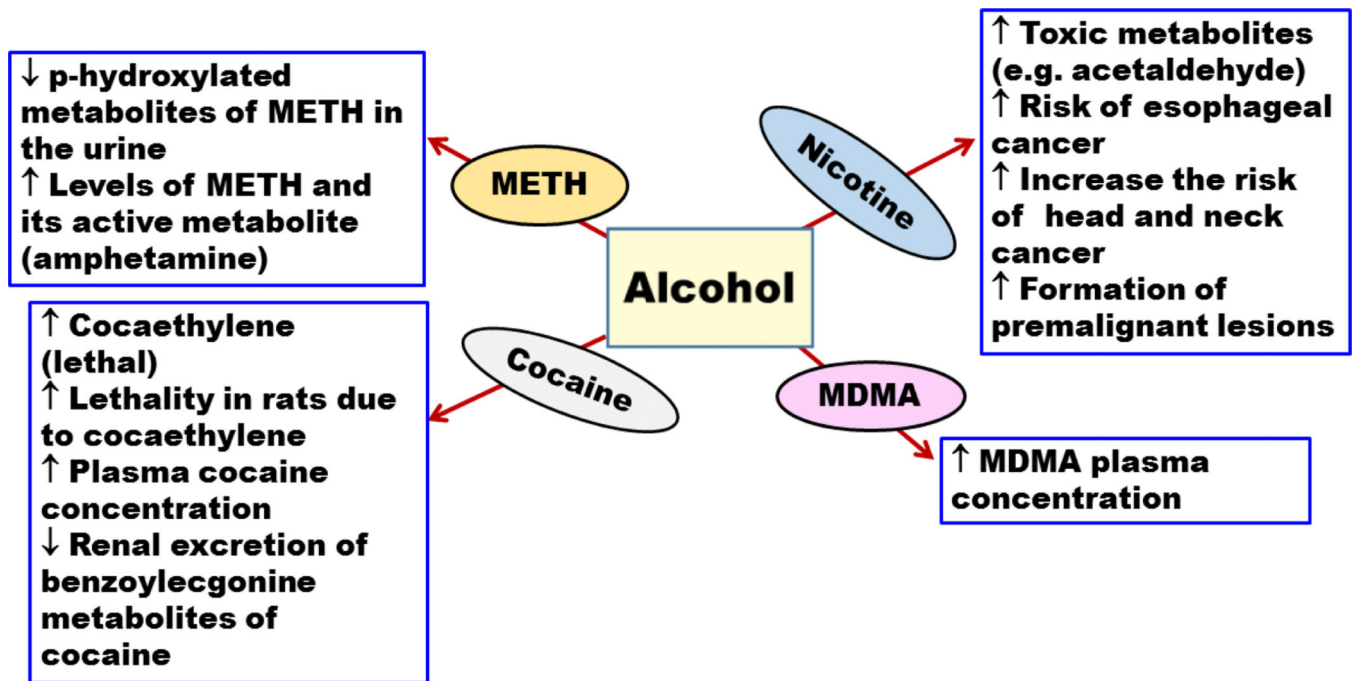 ↓ p-hydroxylated
metabolites of METH in
the urine
↑ Levels of METH and
its active metabolite
(amphetamine)
METH
Nicotine
↑ Toxic metabolites
(e.g. acetaldehyde)
↑ Risk of esophageal
cancer
↑ Increase the risk
of head and neck
cancer
↑ Formation of
premalignant lesions
Alcohol
↑ Cocaethylene
(lethal)
↑ Lethality in rats due
to cocaethylene
↑ Plasma cocaine
concentration
↓ Renal excretion of
benzoylecgonine
metabolites of
cocaine
Cocaine
MDMA
↑ MDMA plasma
concentration